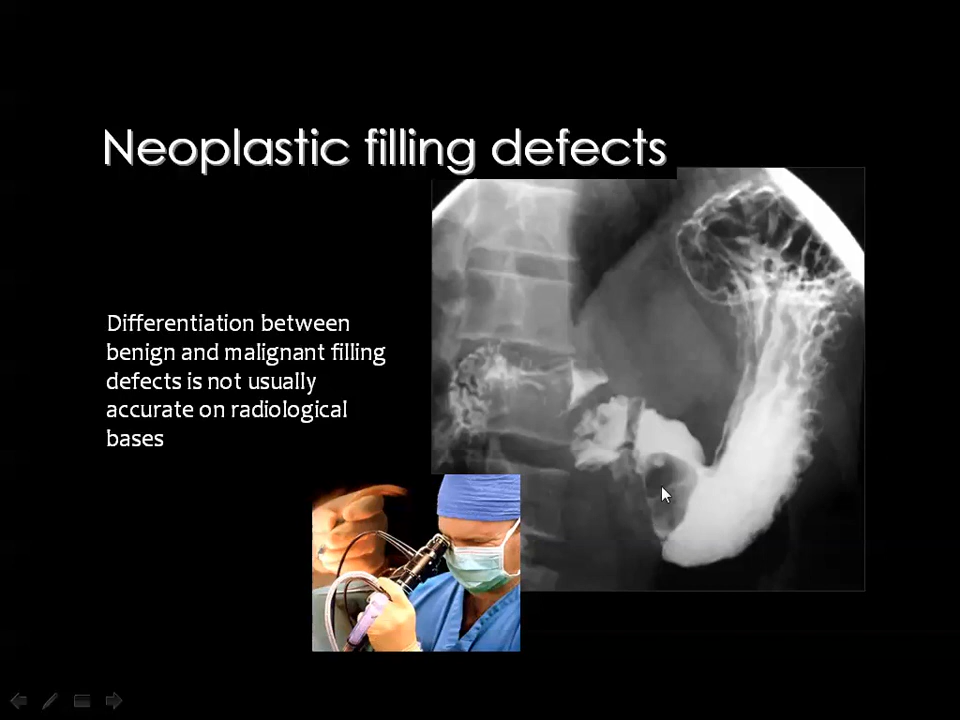 Neoplastic filling defects
Differentiation between
benign and malignant filling
defects is not usually
accurate on radiological
bases